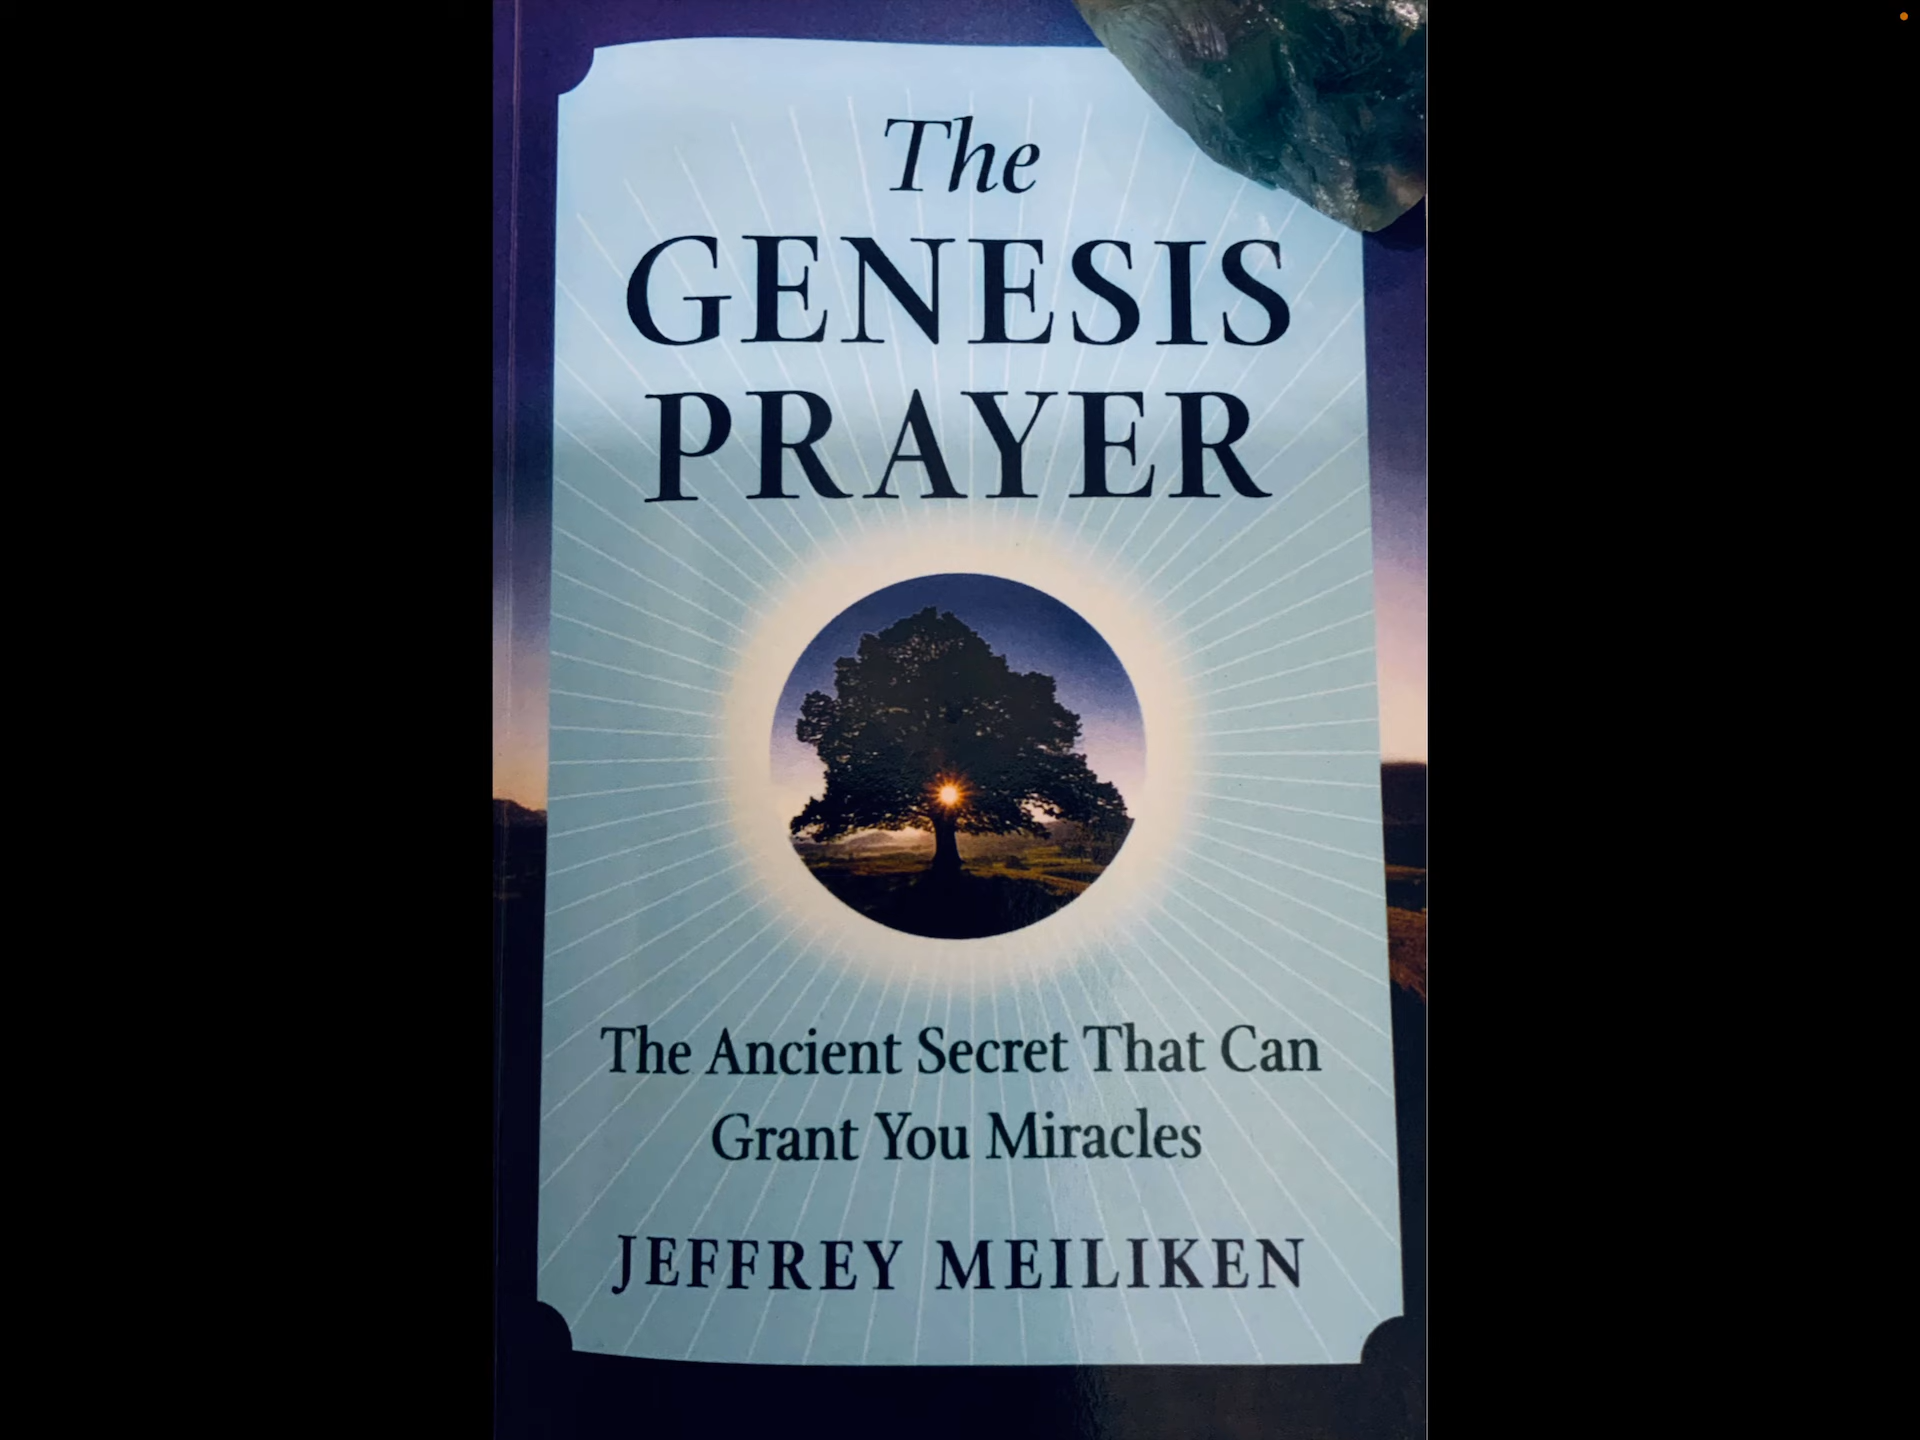 The
GENESIS
PRAYER
The Ancient Secret That Can
Grant You Miracles
JEFFREY MEILIKEN